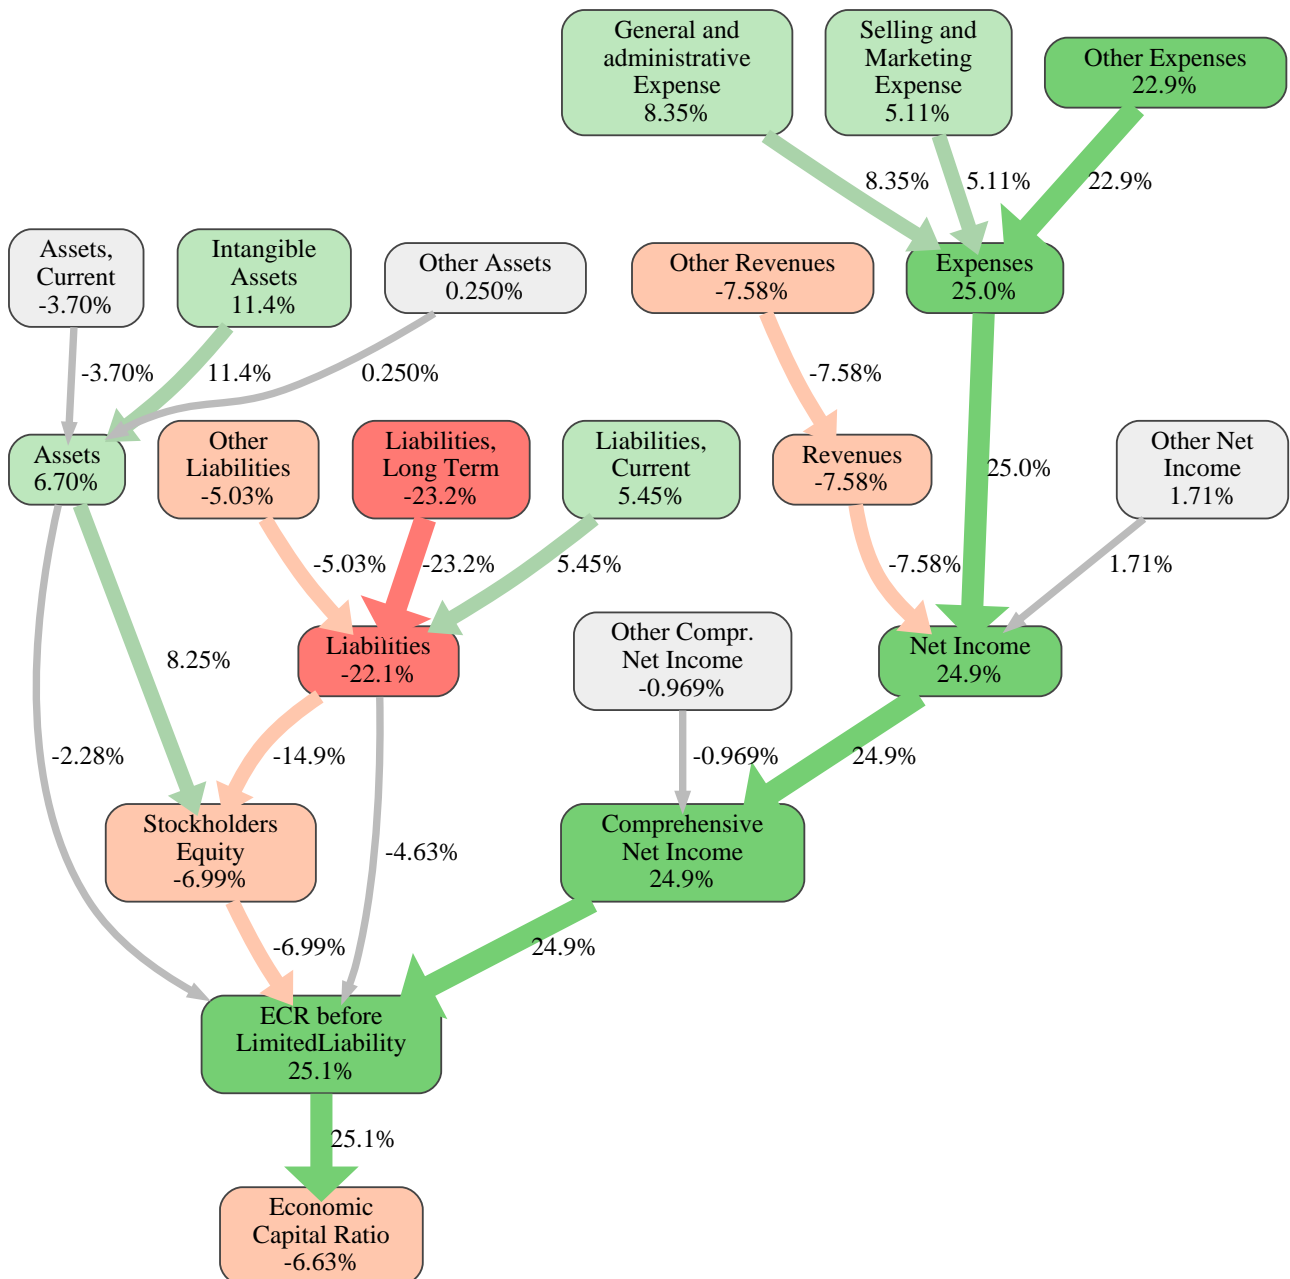 General and
administrative
Expense
8.35%
Selling and
Marketing
Expense
5.11%
Other Expenses
22.9%
8.35%
5.11%
22.9%
Assets,
Current
-3.70%
Intangible
Assets
11.4%
Other Assets
0.250%
Other Revenues
-7.58%
Expenses
25.0%
-3.70%
11.4%
0.250%
-7.58%
Assets
6.70%
Other
Liabilities
-5.03%
Liabilities,
Long Term
-23.2%
Liabilities,
Current
5.45%
Revenues
-7.58%
25.0%
Other Net
Income
1.71%
-5.03%
-23.2%
5.45%
-7.58%
1.71%
8.25%
Liabilities
-22.1%
Other Compr.
Net Income
-0.969%
Net Income
24.9%
-2.28%
-14.9%
-0.969%
24.9%
Stockholders
Equity
-6.99%
-4.63%
Comprehensive
Net Income
24.9%
-6.99%
24.9%
ECR before
LimitedLiability
25.1%
25.1%
Economic
Capital Ratio
-6.63%